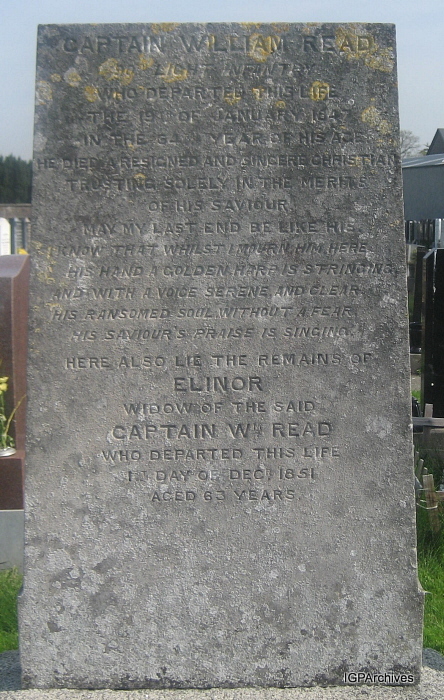 CAPTAIN WILLIAM READ
LIGHT INFANTRY
WHO DEPARTED THIS LIFE
THE 19TH OF JANUARY 1847
IN THE YEAR OF HIS AGE
HE DIED A RESIGNED AND SINCERE CHRISTIAN
TRUSTING SOLELY IN THE MERITS
OF HIS SAVIOUR.
MAY MY LAST END BE LIKE HIS
I KNOW THAT WHILST I MOURN HIM HERE
HIS HAND A GOLDEN HARP IS STRINGING,
AND WITH A VOICE SERENE AND CLEAR
HIS RANSOMED SOUL WITHOUT A FEAR
HIS SAVIOUR'S PRAISE IS SINGING."
HERE ALSO LIE THE REMAINS OF
ELINOR
WIDOW OF THE SAID
CAPTAIN WM READ
WHO DEPARTED THIS LIFE
DAY OF DECR 1851
AGED 63 YEARS.
IGPArchives